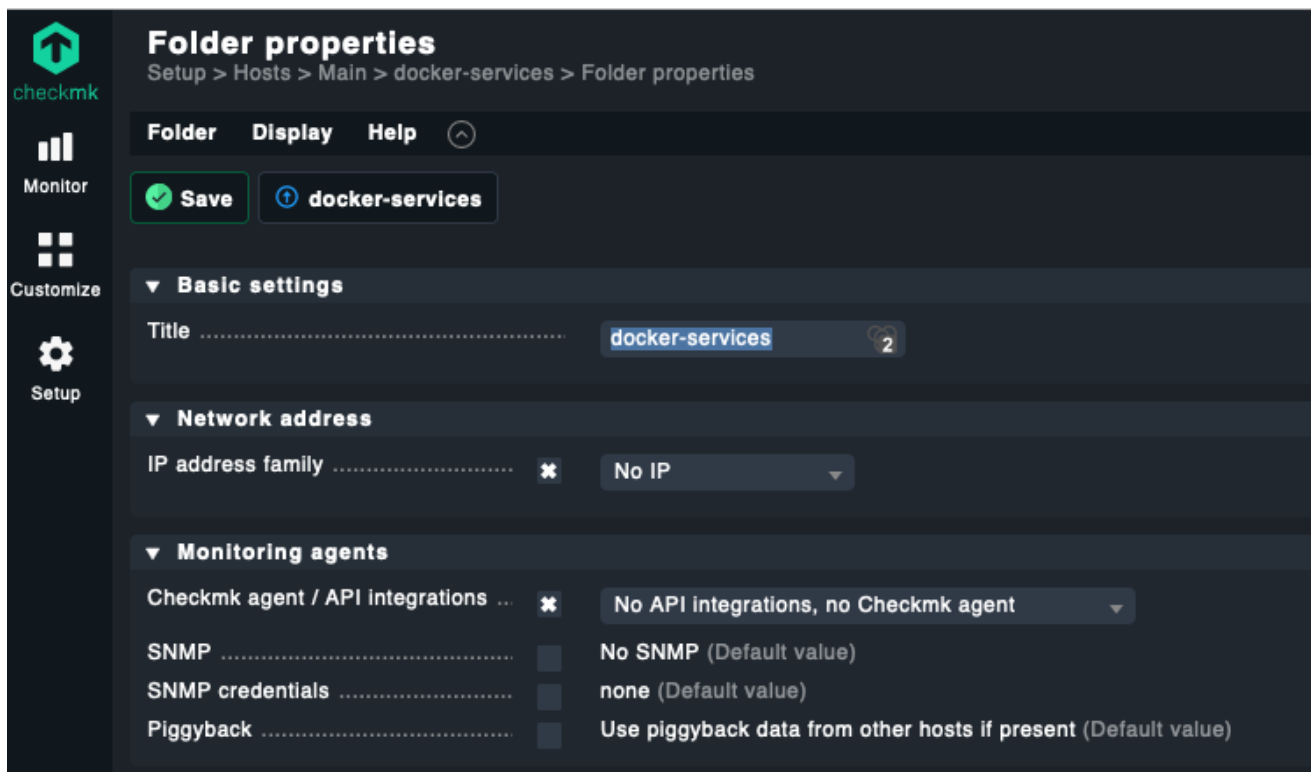 Folder properties
Setup > Hosts > Main > docker-services > Folder properties
checkmk
Folder Display Help
Monitor
Save docker-services
Customize
Basic settings
Title ................................................
docker-services 2
Setup
Network address
IP address family .......................... No IP
Monitoring agents
Checkmk agent / API integrations ... No API integrations, no Checkmk agent
SNMP ....................................... No SNMP (Default value)
SNMP credentials ....................... none (Default value)
Piggyback .................................. Use piggyback data from other hosts if present (Default value)